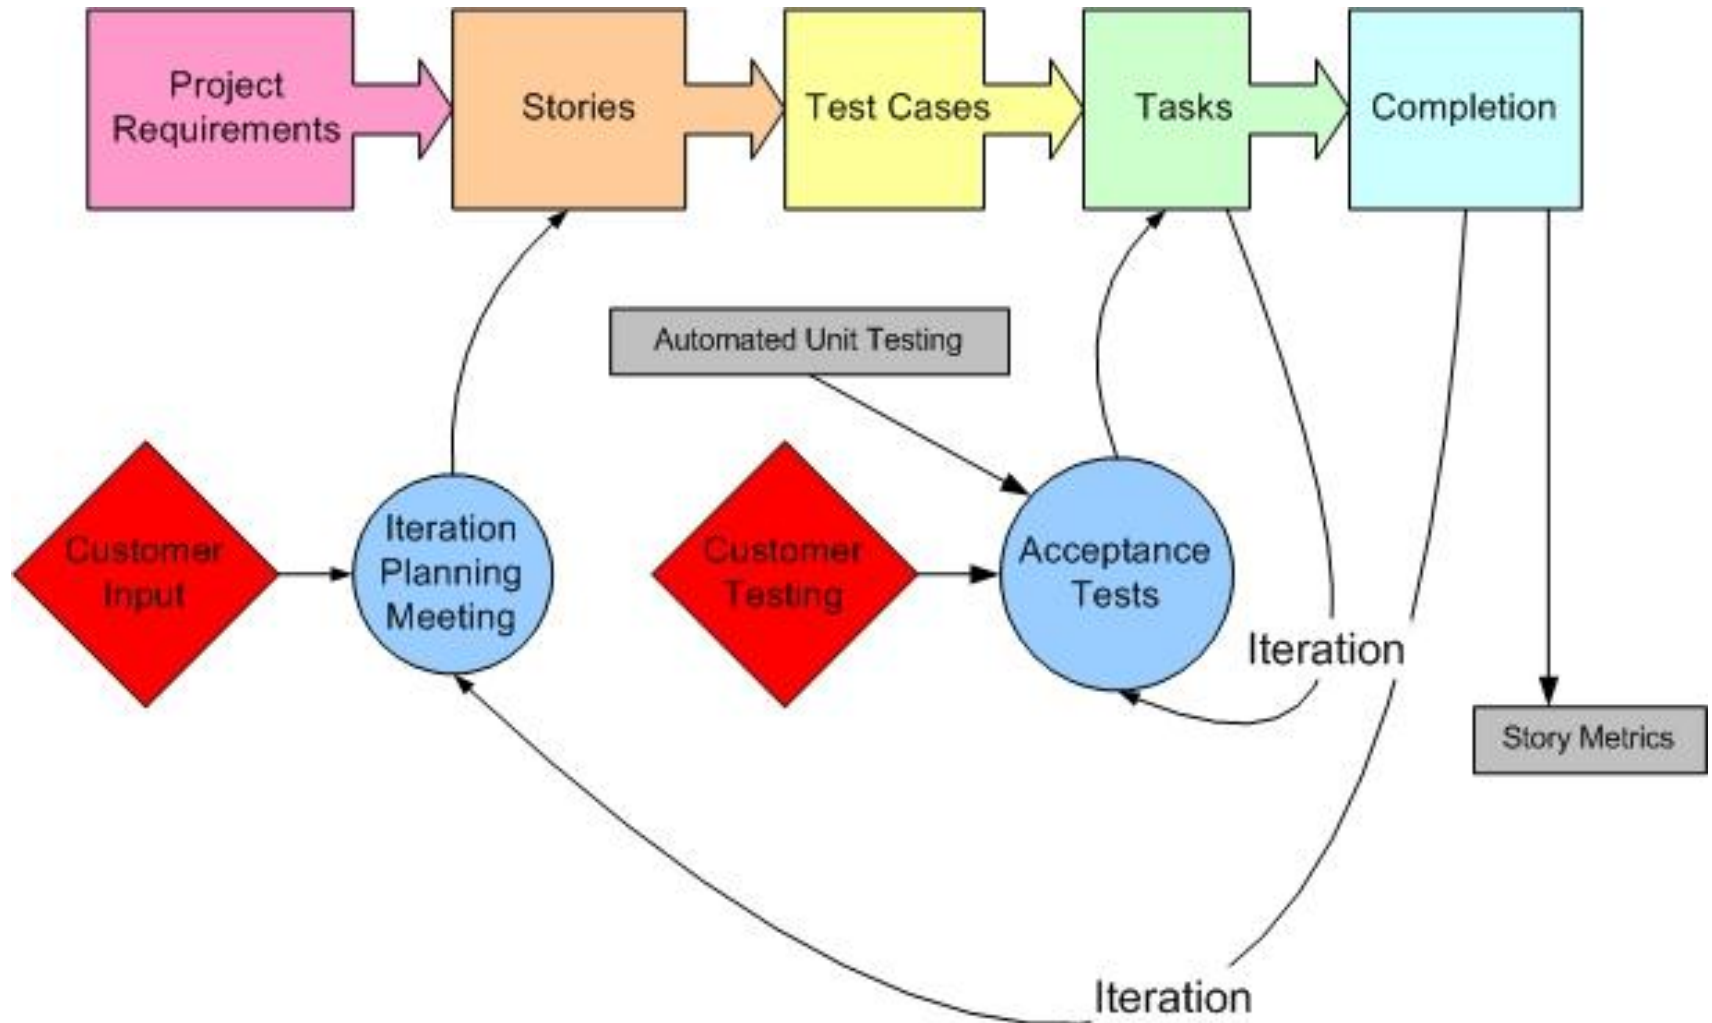 Project
Requirements
Stories
Test Cases
Tasks
Completion
Automated Unit Testing
Customer
Input
Iteration
Planning
Meeting
Customer
Testing
Acceptance
Tests
Iteration
Story Metrics
Iteration